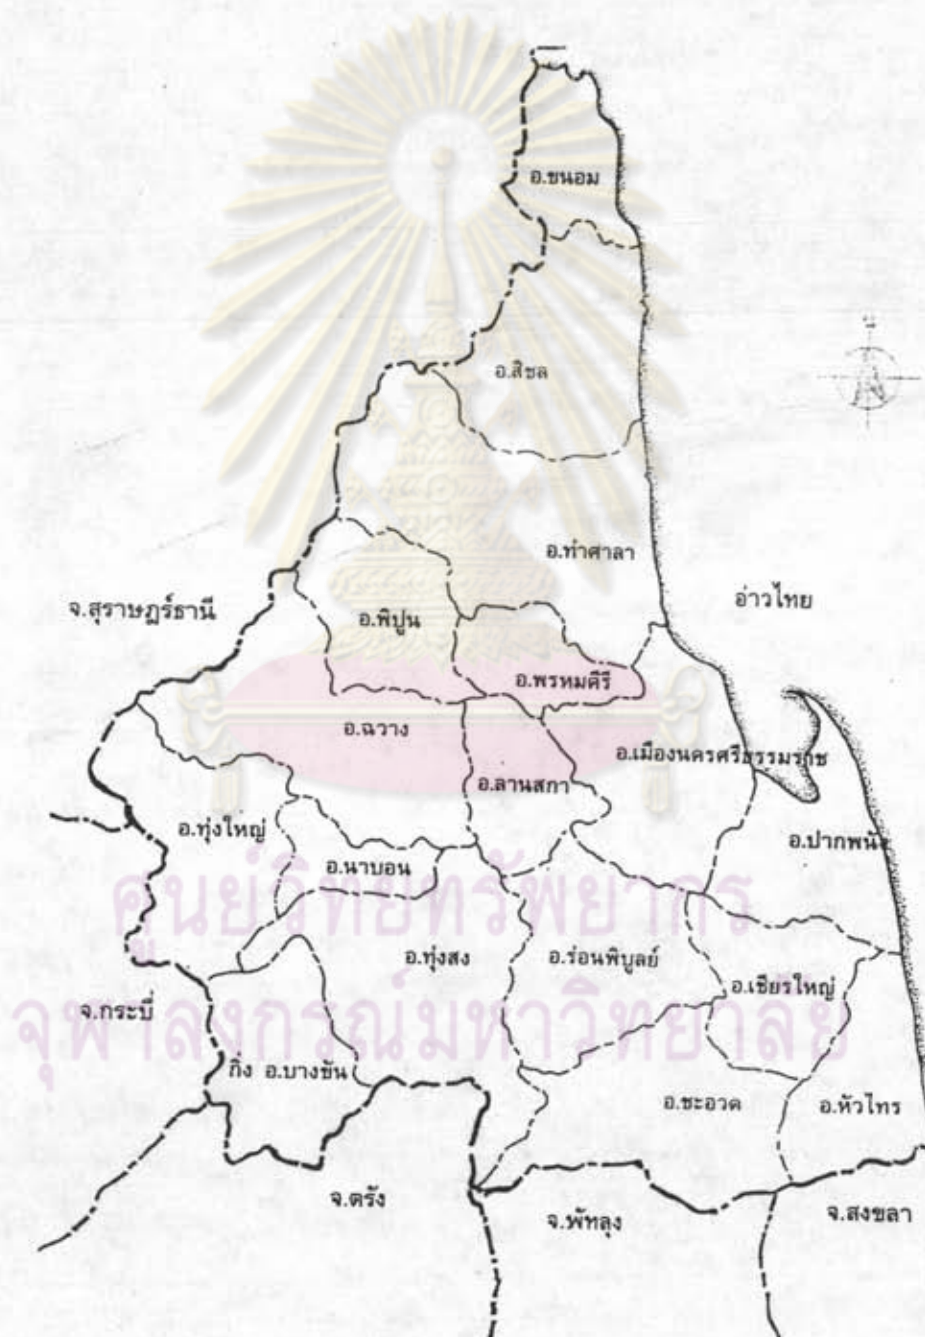 อ.ขนอม
อ.สิชล
อ.ท่าศาลา
จ.สุราษฎร์ธานี
อ่าวไทย
อ.พิปูน
อ.พรหมคีรี
อ.ฉวาง
อ.เมืองนครศรีธรรมราช
อ.ลานสกา
อ.ทุ่งใหญ่
อ.ปากพนัง
อ.นาบอน
ศูนย์วิทยทรัพยากร
อ.ทุ่งสง
อ.ร่อนพิบูลย์
อ.เชียรใหญ่
จ.กระบี่
จุฬาลงกรณ์มหาวิทยาลัย
กิ่ง อ.บางขัน
อ.ชะอวด
อ.หัวไทร
จ.ตรัง
จ.พัทลุง
จ.สงขลา